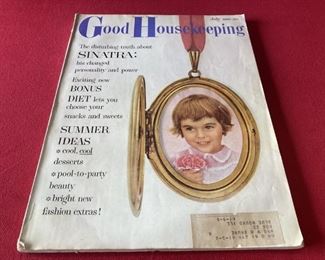 July
Good Housekeeping
The disturbing truth about
SINATRA:
his changed
personality and power
Exciting new
BONUS
DIET lets you
choose your
snacks and sweets
SUMMER
IDEAS
*cool, cool
desserts
*pool-to-party
beauty
*bright new
fashion extras!